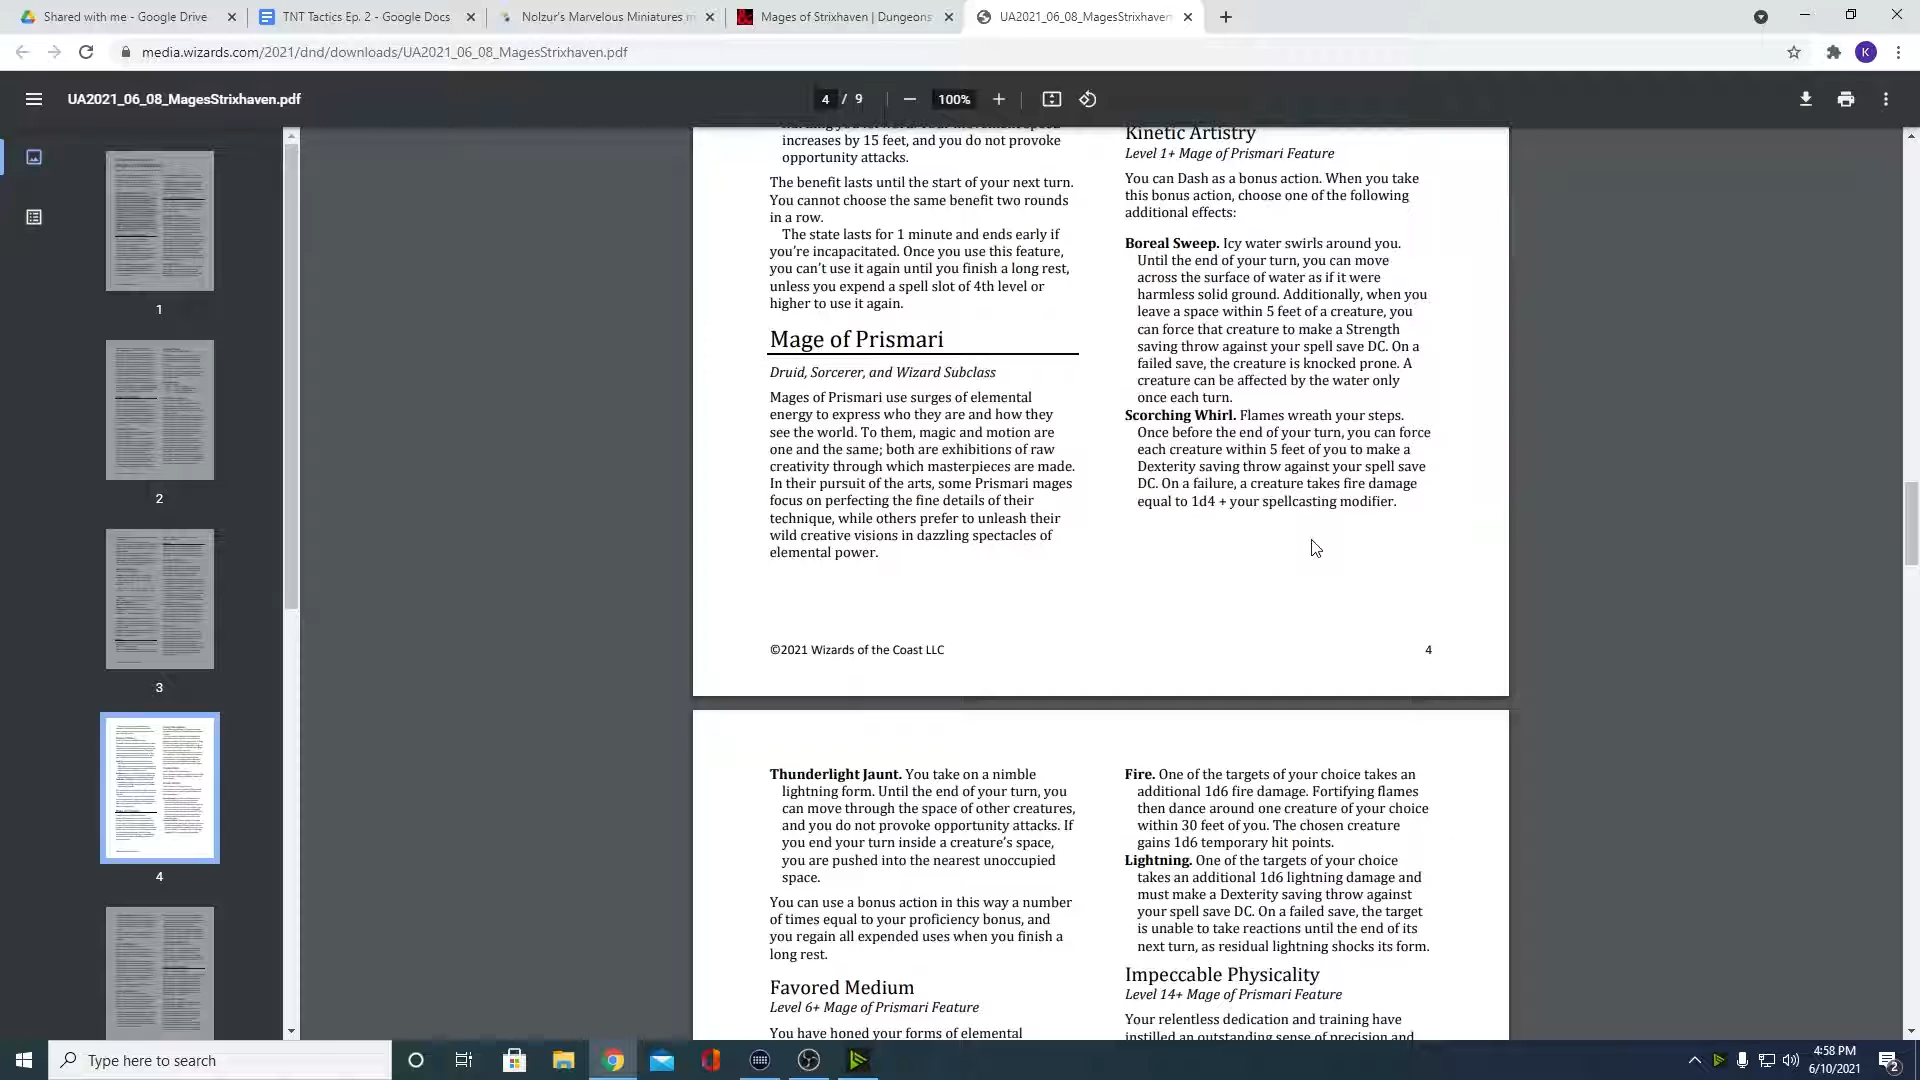 Shared with me - Google Drive
TNT Tactics Ep. 2 - Google Docs
Nolzur's Marvelous Miniatures
Mages of Strixhaven | Dungeons
UA2021_06_08_MagesStrixhaven
media.wizards.com/2021/dnd/downloads/UA2021_06_08_MagesStrixhaven.pdf
K
UA2021_06_08_MagesStrixhaven.pdf
4 / 9
100%
1
2
3
4
increases by 15 feet, and you do not provoke
opportunity attacks.
The benefit lasts until the start of your next turn.
You cannot choose the same benefit two rounds
in a row.
The state lasts for 1 minute and ends early if
you're incapacitated. Once you use this feature,
you can't use it again until you finish a long rest,
unless you expend a spell slot of 4th level or
higher to use it again.
Mage of Prismari
Druid, Sorcerer, and Wizard Subclass
Mages of Prismari use surges of elemental
energy to express who they are and how they
see the world. To them, magic and motion are
one and the same; both are exhibitions of raw
creativity through which masterpieces are made.
In their pursuit of the arts, some Prismari mages
focus on perfecting the fine details of their
technique, while others prefer to unleash their
wild creative visions in dazzling spectacles of
elemental power.
Kinetic Artistry
Level 1+ Mage of Prismari Feature
You can Dash as a bonus action. When you take
this bonus action, choose one of the following
additional effects:
Boreal Sweep. Icy water swirls around you.
Until the end of your turn, you can move
across the surface of water as if it were
harmless solid ground. Additionally, when you
leave a space within 5 feet of a creature, you
can force that creature to make a Strength
saving throw against your spell save DC. On a
failed save, the creature is knocked prone. A
creature can be affected by the water only
once each turn.
Scorching Whirl. Flames wreath your steps.
Once before the end of your turn, you can force
each creature within 5 feet of you to make a
Dexterity saving throw against your spell save
DC. On a failure, a creature takes fire damage
equal to 1d4 + your spellcasting modifier.
©2021 Wizards of the Coast LLC
4
Thunderlight Jaunt. You take on a nimble
lightning form. Until the end of your turn, you
can move through the space of other creatures,
and you do not provoke opportunity attacks. If
you end your turn inside a creature's space,
you are pushed into the nearest unoccupied
space.
You can use a bonus action in this way a number
of times equal to your proficiency bonus, and
you regain all expended uses when you finish a
long rest.
Favored Medium
Level 6+ Mage of Prismari Feature
You have honed your forms of elemental
Fire. One of the targets of your choice takes an
additional 1d6 fire damage. Fortifying flames
then dance around one creature of your choice
within 30 feet of you. The chosen creature
gains 1d6 temporary hit points.
Lightning. One of the targets of your choice
takes an additional 1d6 lightning damage and
must make a Dexterity saving throw against
your spell save DC. On a failed save, the target
is unable to take reactions until the end of its
next turn, as residual lightning shocks its form.
Impeccable Physicality
Level 14+ Mage of Prismari Feature
Your relentless dedication and training have
instilled an outstanding sense of precision and
Type here to search
4:58 PM
6/10/2021
2